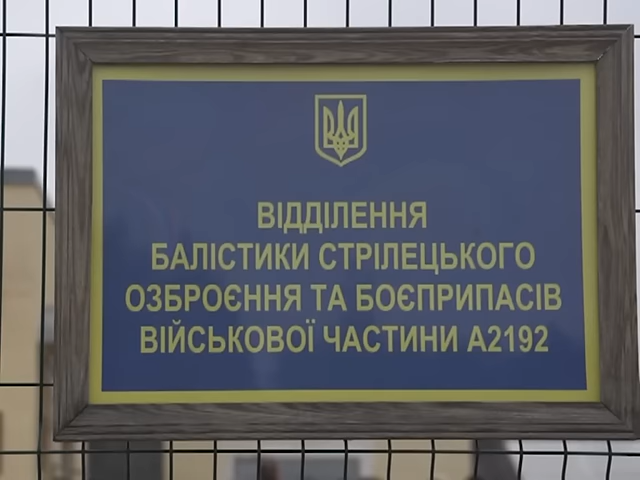 ВІДДІЛЕННЯ
БАЛІСТИКИ СТРІЛЕЦЬКОГО
ОЗБРОЄННЯ ТА БОЄПРИПАСІВ
ВІЙСЬКОВОЇ ЧАСТИНИ А2192